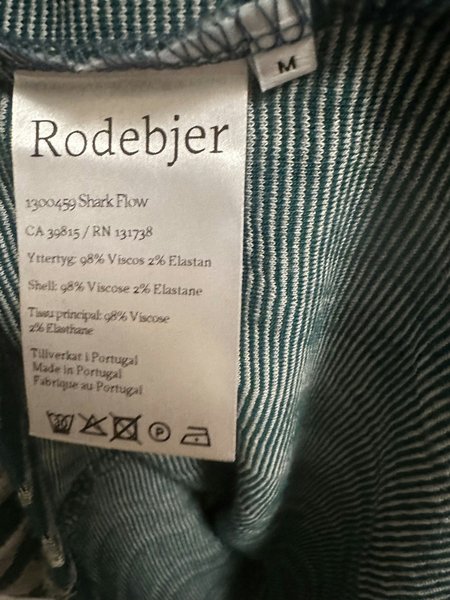 M
Rodebjer
1300459 Shark Flow
CA 39815 / RN 131738
Yttertyg: 98% Viscos 2% Elastan
Shell: 98% Viscose 2% Elastane
Tissu principal: 98% Viscose
2% Elasthane
Tillverkat i Portugal
Made in Portugal
Fabrique au Portugal
30 P